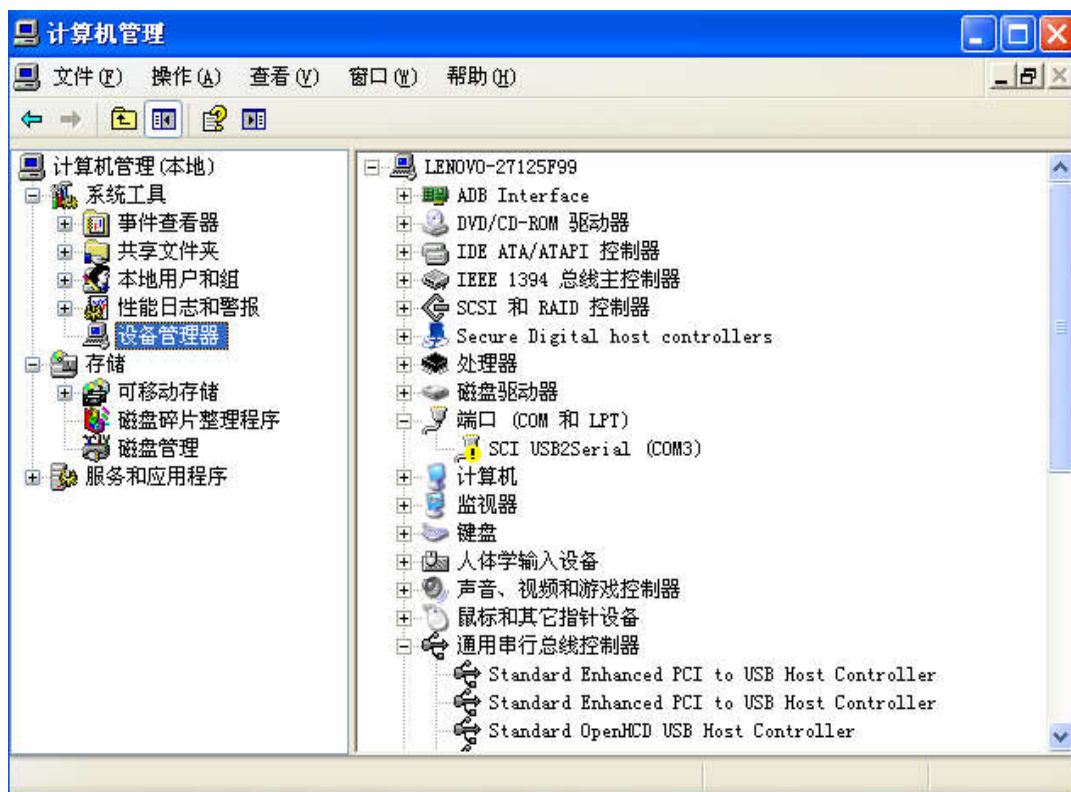 计算机管理
文件(F) 操作(A) 查看(V) 窗口(W) 帮助(H)
计算机管理(本地)
系统工具
事件查看器
共享文件夹
本地用户和组
性能日志和警报
设备管理器
存储
可移动存储
磁盘碎片整理程序
磁盘管理
服务和应用程序
LENOVO-27125F99
ADB Interface
DVD/CD-ROM 驱动器
IDE ATA/ATAPI 控制器
IEEE 1394 总线主控制器
SCSI 和 RAID 控制器
Secure Digital host controllers
处理器
磁盘驱动器
端口 (COM 和 LPT)
SCI USB2Serial (COM3)
计算机
监视器
键盘
人体学输入设备
声音、视频和游戏控制器
鼠标和其它指针设备
通用串行总线控制器
Standard Enhanced PCI to USB Host Controller
Standard Enhanced PCI to USB Host Controller
Standard OpenHCD USB Host Controller